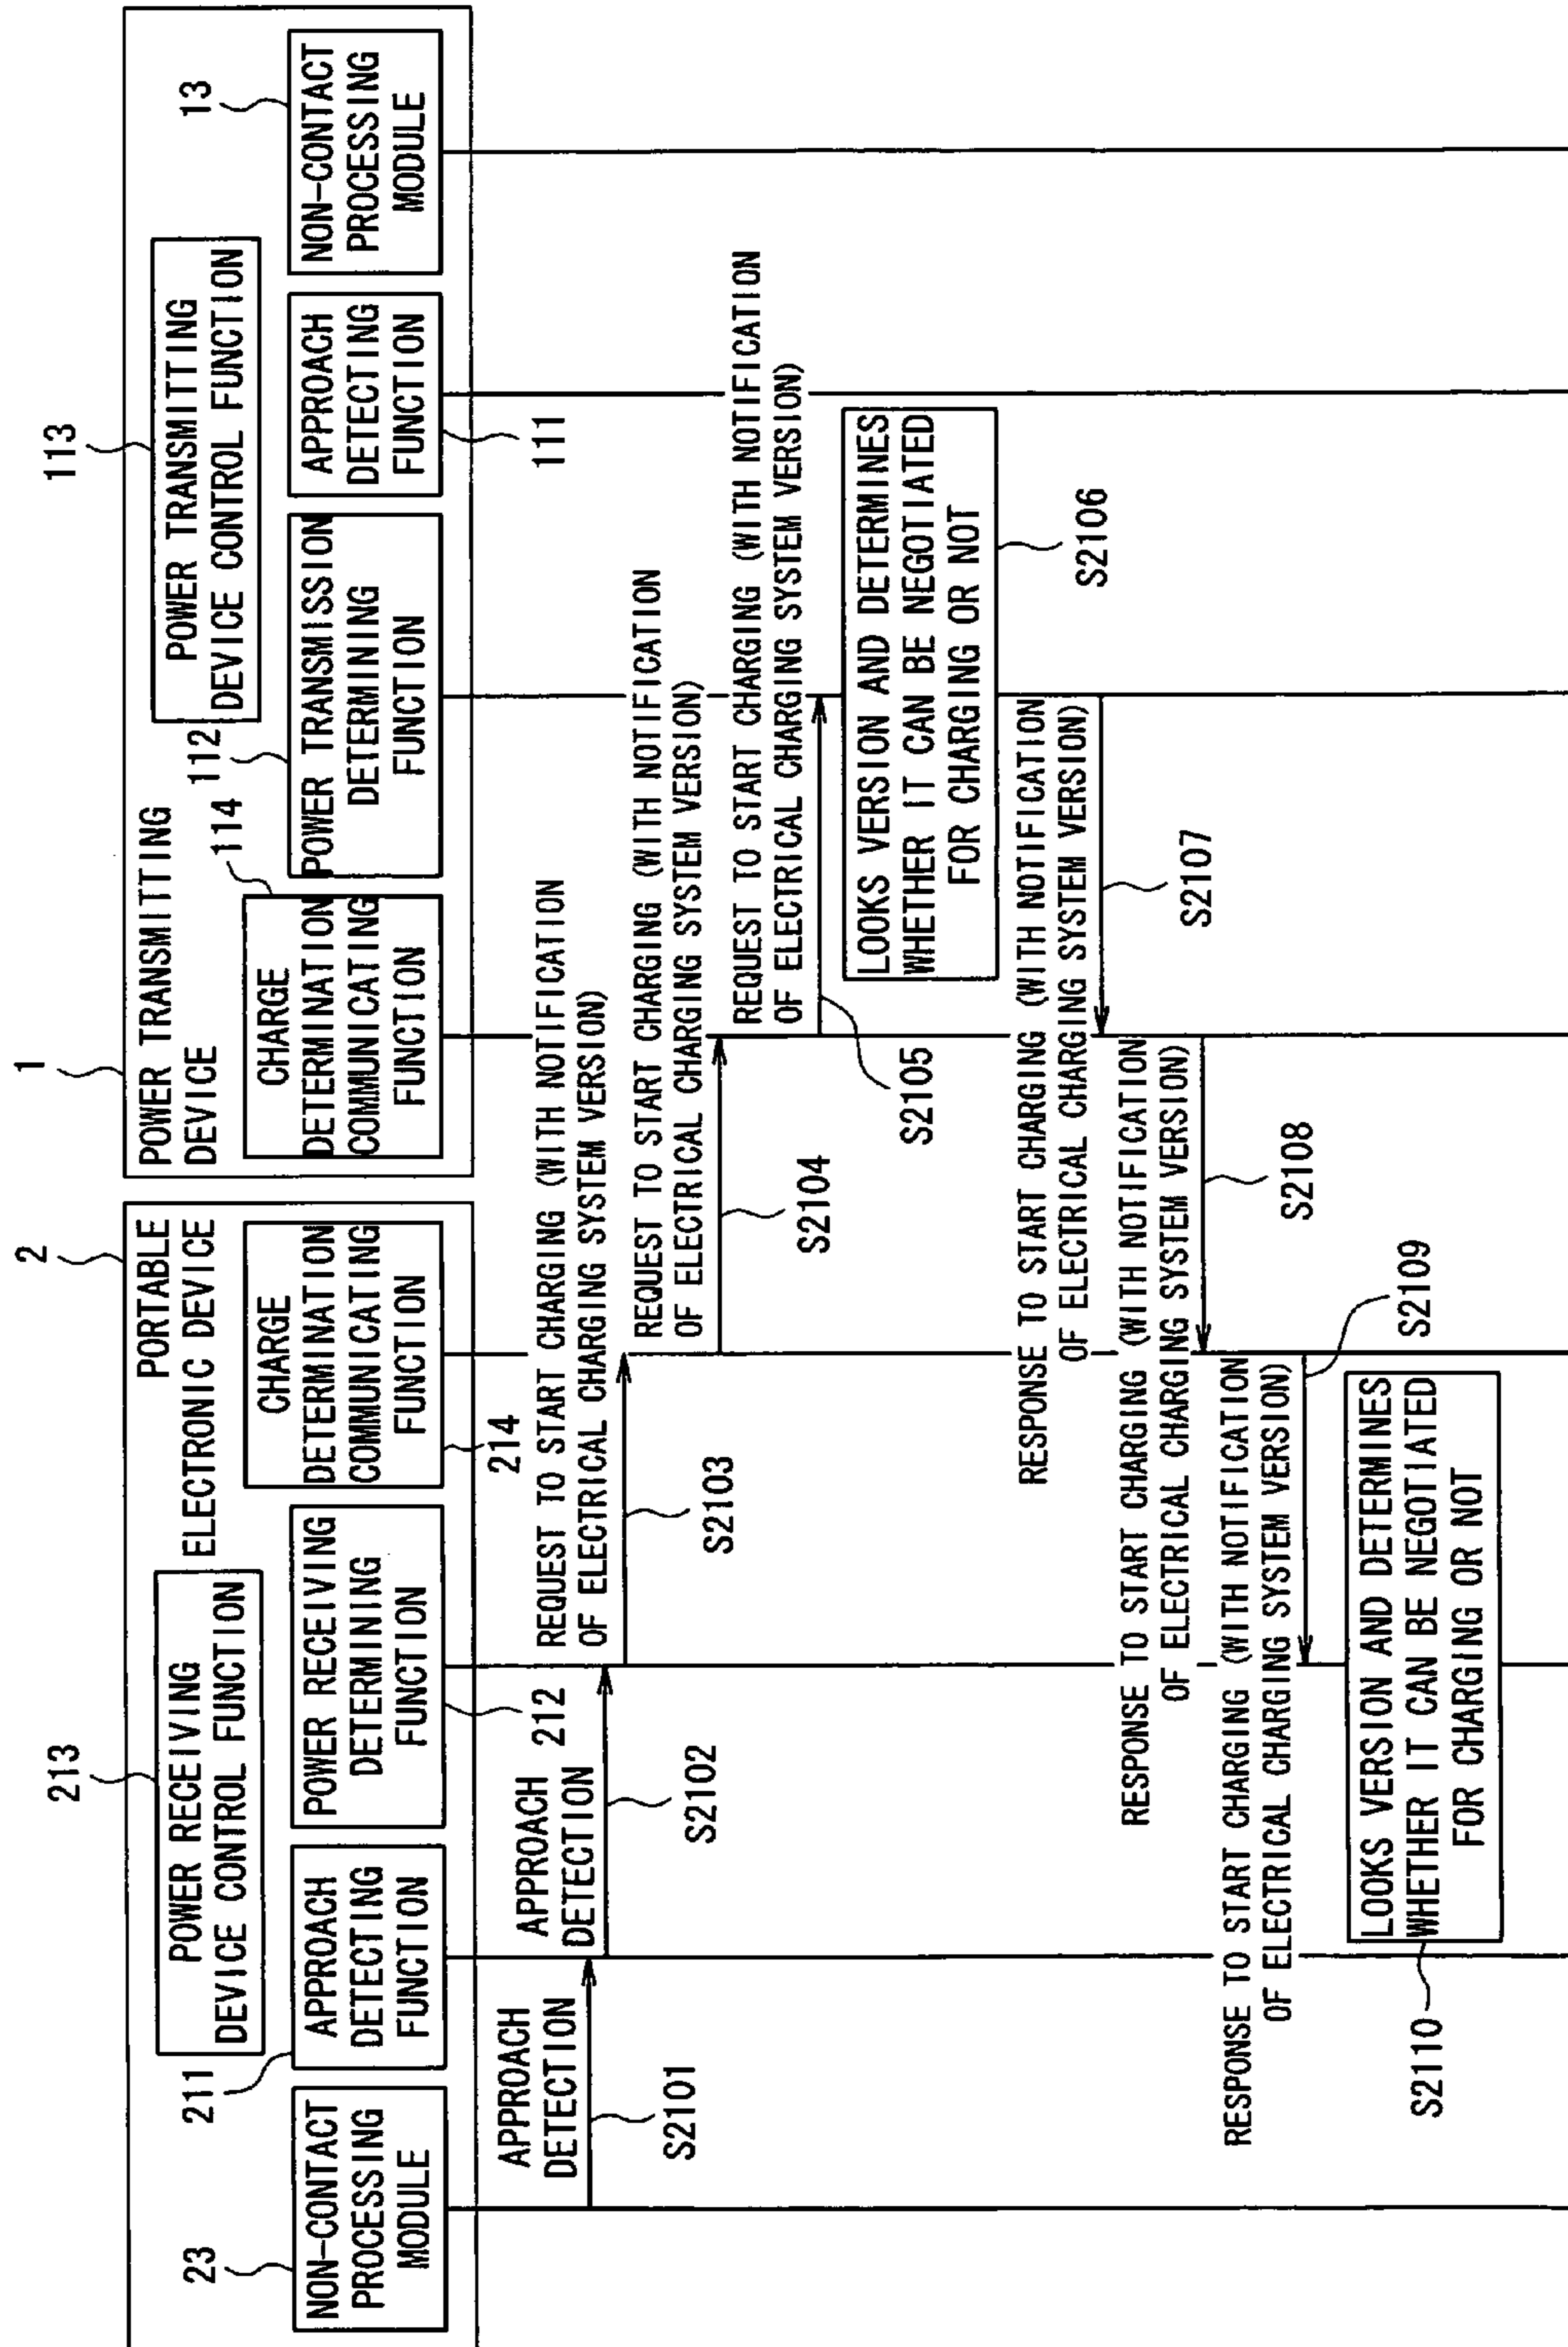 2
PORTABLE
ELECTRONIC DEVICE
213
POWER RECEIVING
DEVICE CONTROL FUNCTION
23
NON-CONTACT
PROCESSING
MODULE
211
APPROACH
DETECTING
FUNCTION
POWER RECEIVING
DETERMINING
FUNCTION
212
CHARGE
DETERMINATION
COMMUNICATING
FUNCTION
214
1
POWER TRANSMITTING
DEVICE
113
POWER TRANSMITTING
DEVICE CONTROL FUNCTION
114
CHARGE
DETERMINATION
COMMUNICATING
FUNCTION
112
POWER TRANSMISSION
DETERMINING
FUNCTION
APPROACH
DETECTING
FUNCTION
111
13
NON-CONTACT
PROCESSING
MODULE
APPROACH
DETECTION
S2101
APPROACH
DETECTION
S2102
REQUEST TO START CHARGING (WITH NOTIFICATION
OF ELECTRICAL CHARGING SYSTEM VERSION)
S2103
REQUEST TO START CHARGING (WITH NOTIFICATION
OF ELECTRICAL CHARGING SYSTEM VERSION)
S2104
REQUEST TO START CHARGING (WITH NOTIFICATION
OF ELECTRICAL CHARGING SYSTEM VERSION)
S2105
LOOKS VERSION AND DETERMINES
WHETHER IT CAN BE NEGOTIATED
FOR CHARGING OR NOT
S2106
RESPONSE TO START CHARGING (WITH NOTIFICATION
OF ELECTRICAL CHARGING SYSTEM VERSION)
S2107
RESPONSE TO START CHARGING (WITH NOTIFICATION
OF ELECTRICAL CHARGING SYSTEM VERSION)
S2108
RESPONSE TO START CHARGING (WITH NOTIFICATION
OF ELECTRICAL CHARGING SYSTEM VERSION)
S2109
LOOKS VERSION AND DETERMINES
WHETHER IT CAN BE NEGOTIATED
FOR CHARGING OR NOT
S2110